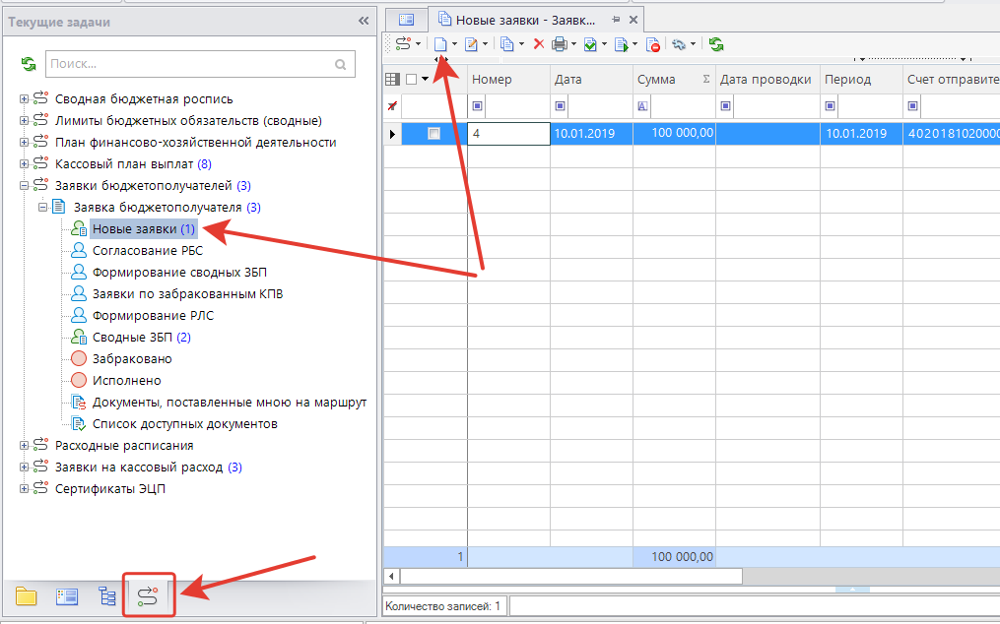 Текущие задачи
Поиск...
Сводная бюджетная роспись
Лимиты бюджетных обязательств (сводные)
План финансово-хозяйственной деятельности
Кассовый план выплат (8)
Заявки бюджетополучателей (3)
Заявка бюджетополучателя (3)
Новые заявки (1)
Согласование РБС
Формирование сводных ЗБП
Заявки по забракованным КПВ
Формирование РЛС
Сводные ЗБП (2)
Забраковано
Исполнено
Документы, поставленные мною на маршрут
Список доступных документов
Расходные расписания
Заявки на кассовый расход (3)
Сертификаты ЭЦП
Новые заявки - Заявк...
Номер Дата Сумма Σ Дата проводки Период Счет отправите
4 10.01.2019 100 000,00 10.01.2019 40201810200000
1 100 000,00
Количество записей: 1